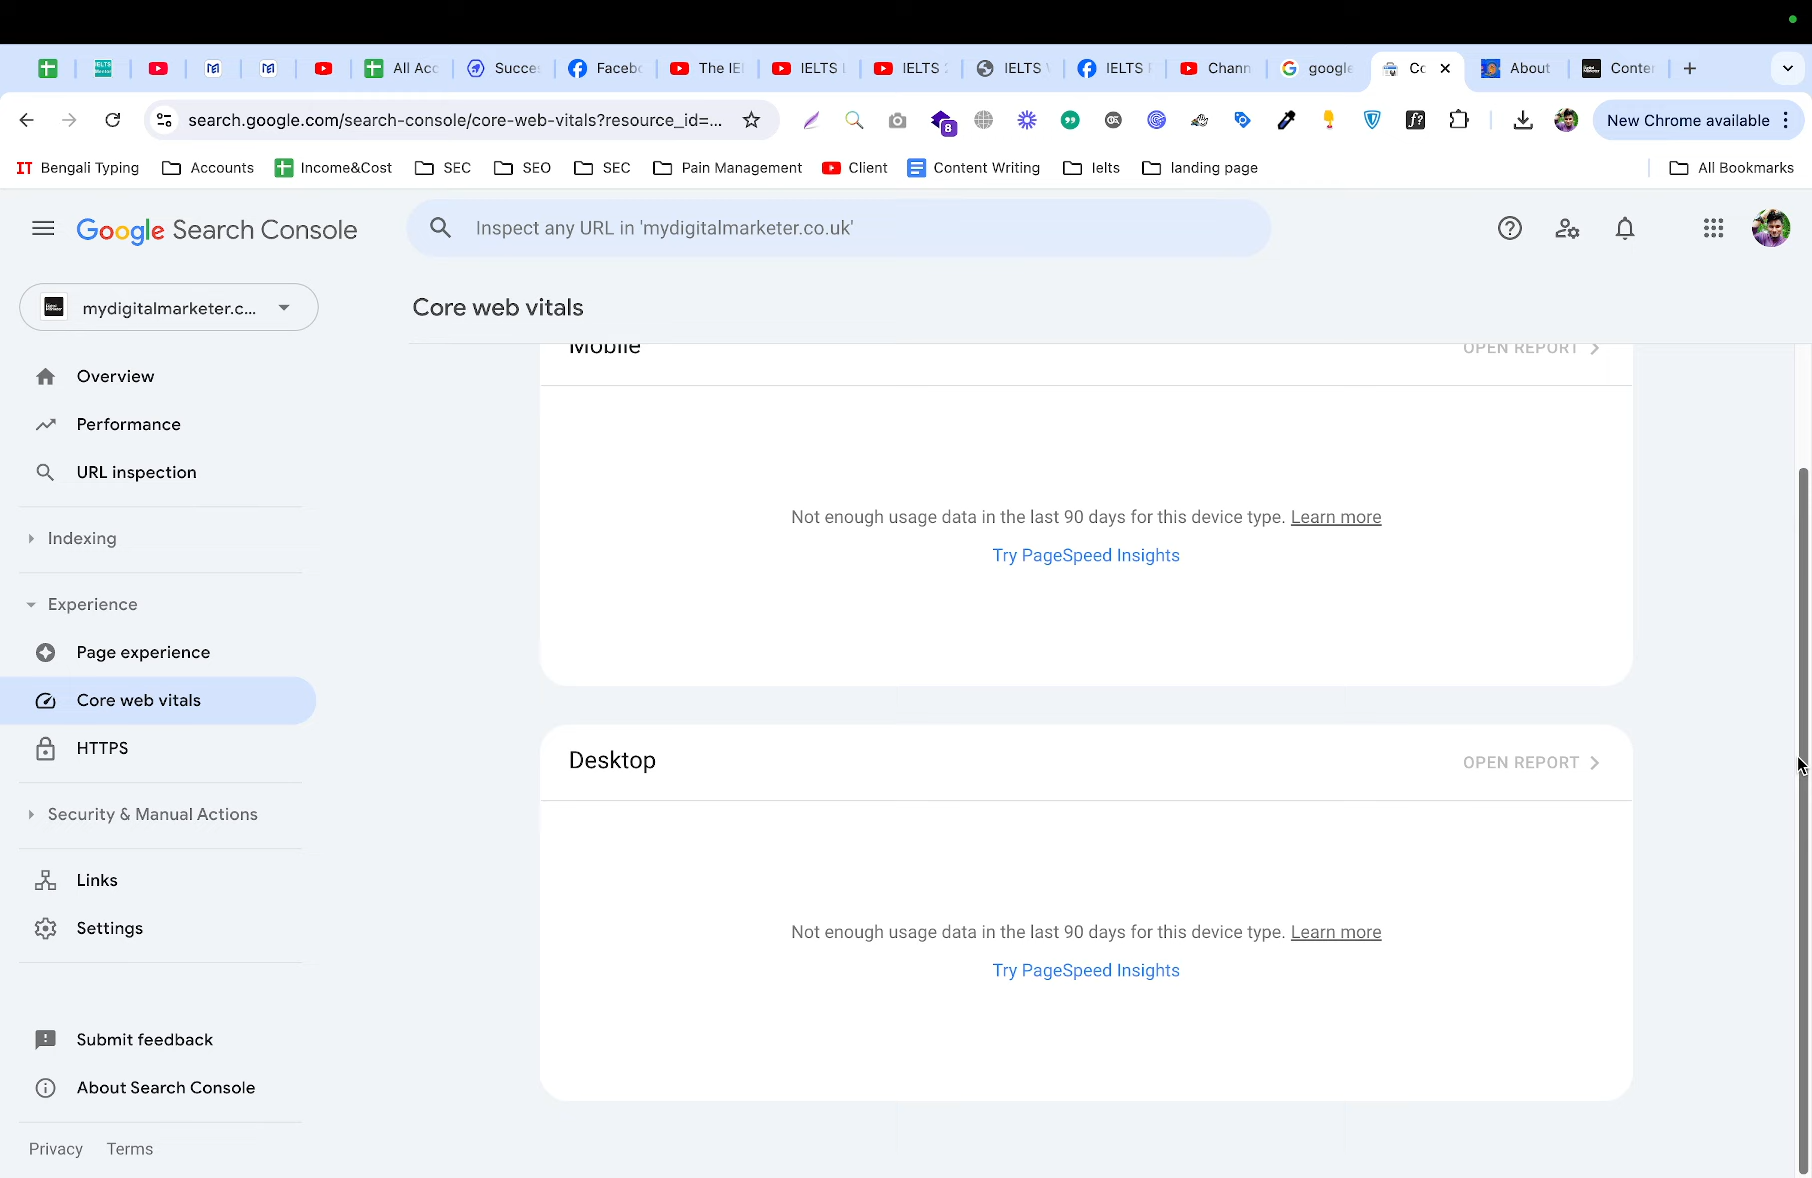 All Acc
Succe
Facebo
The IE
IELTS
IELTS
IELTS
IELTS
Chann
google
About
Conte
search.google.com/search-console/core-web-vitals?resource_id=...
8
New Chrome available
IT Bengali Typing
Accounts
Income&Cost
SEC
SEO
SEC
Pain Management
Client
Content Writing
Ielts
landing page
All Bookmarks
Google Search Console
Inspect any URL in 'mydigitalmarketer.co.uk'
mydigitalmarketer.c...
Core web vitals
Overview
Performance
URL inspection
Indexing
Experience
Page experience
Core web vitals
HTTPS
Security & Manual Actions
Links
Settings
Submit feedback
About Search Console
Privacy
Terms
Mobile
OPEN REPORT
Not enough usage data in the last 90 days for this device type. Learn more
Try PageSpeed Insights
Desktop
OPEN REPORT
Not enough usage data in the last 90 days for this device type. Learn more
Try PageSpeed Insights